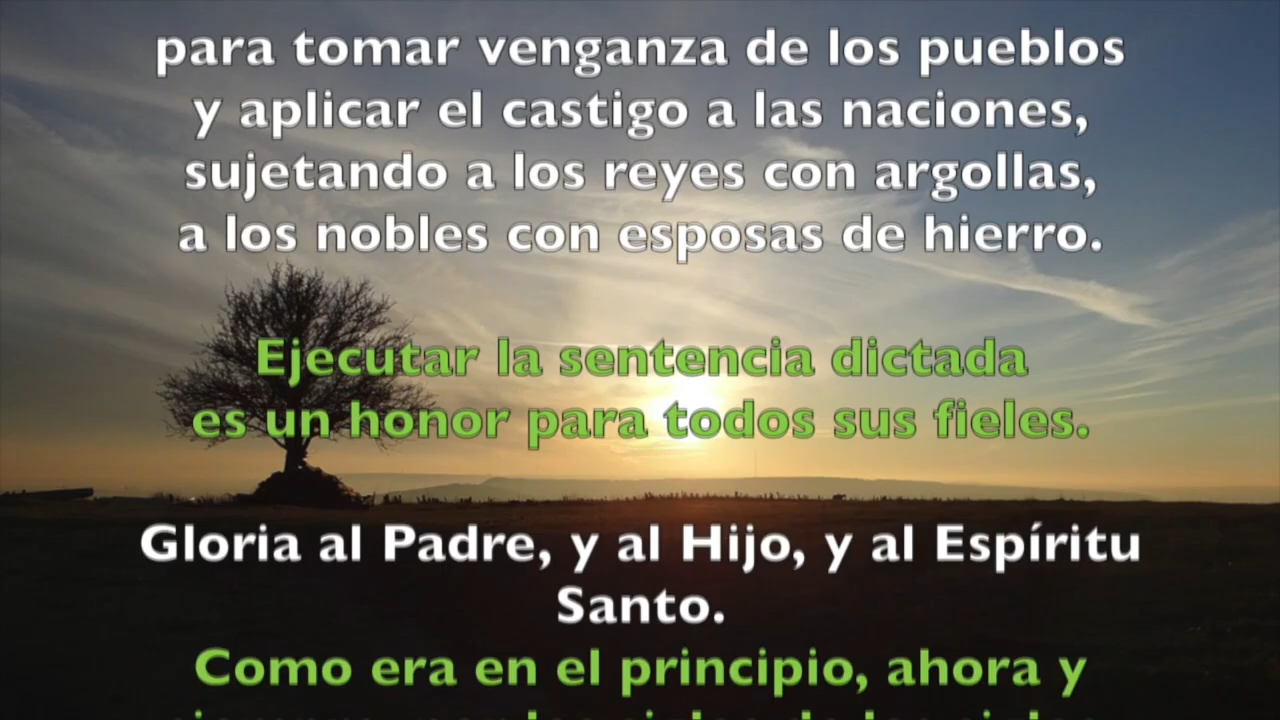 para tomar venganza de los pueblos
y aplicar el castigo a las naciones,
sujetando a los reyes con argollas,
a los nobles con esposas de hierro.
Ejecutar la sentencia dictada
es un honor para todos sus fieles.
Gloria al Padre, y al Hijo, y al Espíritu
Santo.
Como era en el principio, ahora y